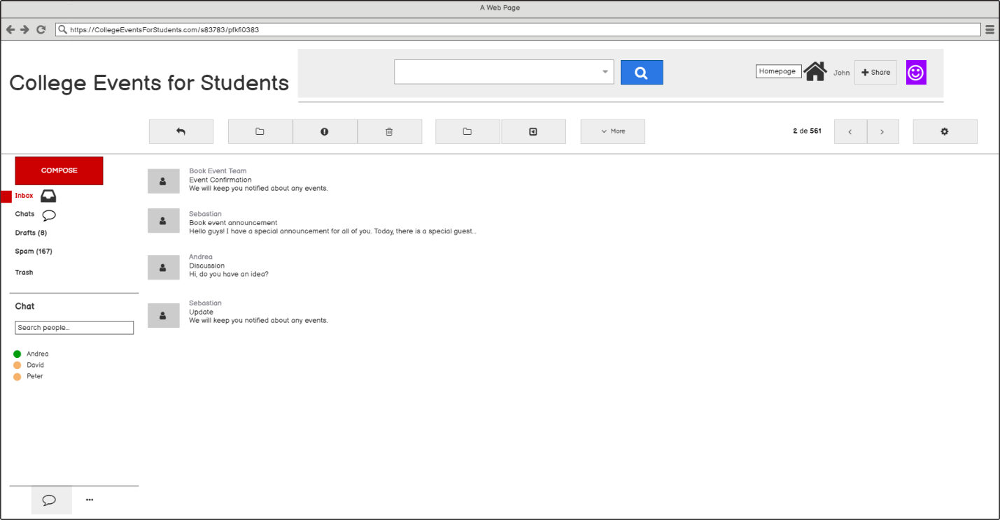 A Web Page
https://CollegeEventsForStudents.com/s83783/pfkfi0383
College Events for Students
Homepage
John
Share
More
2 de 561
COMPOSE
Inbox
Chats
Drafts (8)
Spam (167)
Trash
Book Event Team
Event Confirmation
We will keep you notified about any events.
Sebastian
Book event announcement
Hello guys! I have a special announcement for all of you. Today, there is a special guest...
Andrea
Discussion
Hi, do you have an idea?
Sebastian
Update
We will keep you notified about any events.
Chat
Search people...
Andrea
David
Peter